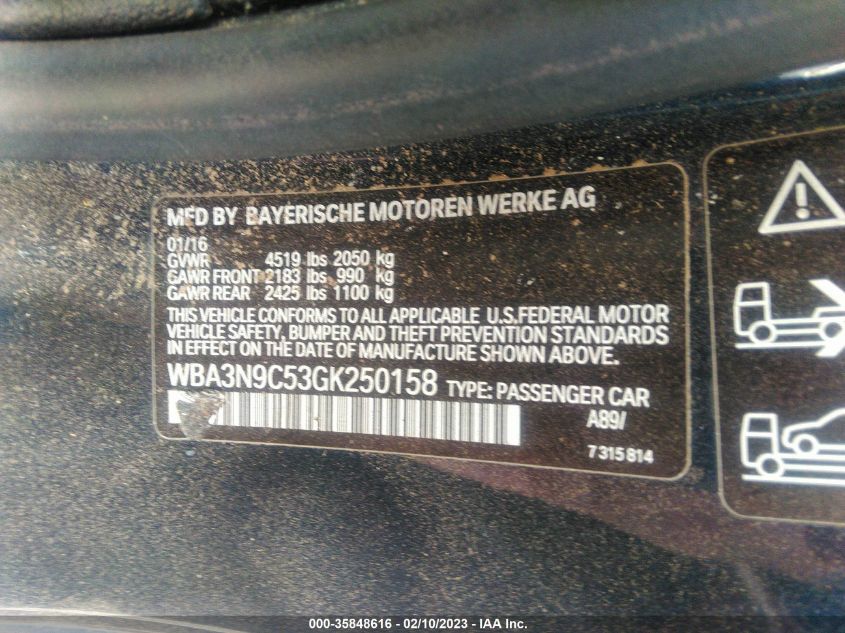 MFD BY BAYERISCHE MOTOREN WERKE AG
01/16
GVWR 4519 lbs 2050 kg
GAWR FRONT 2183 lbs 990 kg
GAWR REAR 2425 lbs 1100 kg
THIS VEHICLE CONFORMS TO ALL APPLICABLE U.S.FEDERAL MOTOR
VEHICLE SAFETY, BUMPER AND THEFT PREVENTION STANDARDS
IN EFFECT ON THE DATE OF MANUFACTURE SHOWN ABOVE.
WBA3N9C53GK250158 TYPE: PASSENGER CAR
A89/
7 315 814
000-35848616 - 02/10/2023 - IAA Inc.